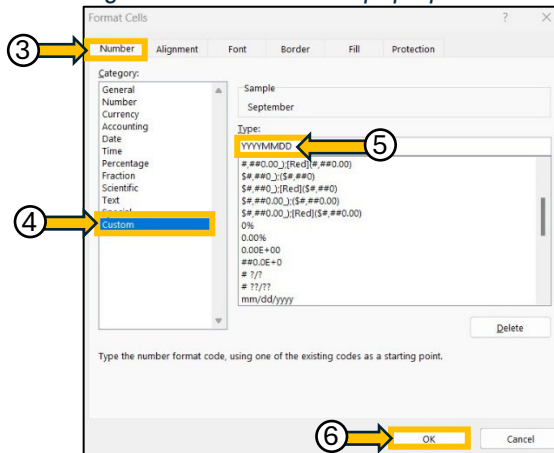 Format Cells ? ×
③ Number Alignment Font Border Fill Protection
Category:
General
Number
Currency
Accounting
Date
Time
Percentage
Fraction
Scientific
Text
④ Custom
Sample
September
Type:
YYYYMMDD ⑤
#,##0.00_);[Red](#,##0.00)
$#,##0_);($#,##0)
$#,##0_);[Red]($#,##0)
$#,##0.00_);($#,##0.00)
$#,##0.00_);[Red]($#,##0.00)
0%
0.00%
0.00E+00
##0.0E+0
# ?/?
# ??/??
mm/dd/yyyy
Delete
Type the number format code, using one of the existing codes as a starting point.
⑥ OK Cancel